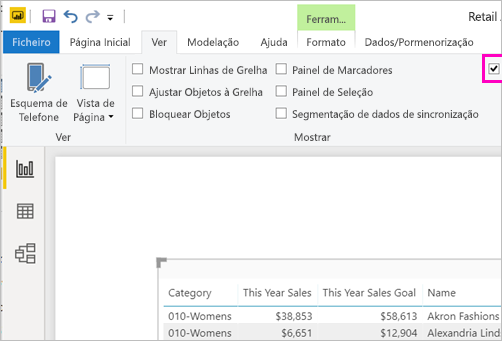 Ferram... Retail
Ficheiro Página Inicial Ver Modelação Ajuda Formato Dados/Pormenorização
Mostrar Linhas de Grelha Painel de Marcadores
Ajustar Objetos à Grelha Painel de Seleção
Bloquear Objetos Segmentação de dados de sincronização
Esquema de Telefone
Vista de Página
Ver Mostrar
Category This Year Sales This Year Sales Goal Name
010-Womens $38,853 $58,613 Akron Fashions
010-Womens $6,651 $12,904 Alexandria Lind